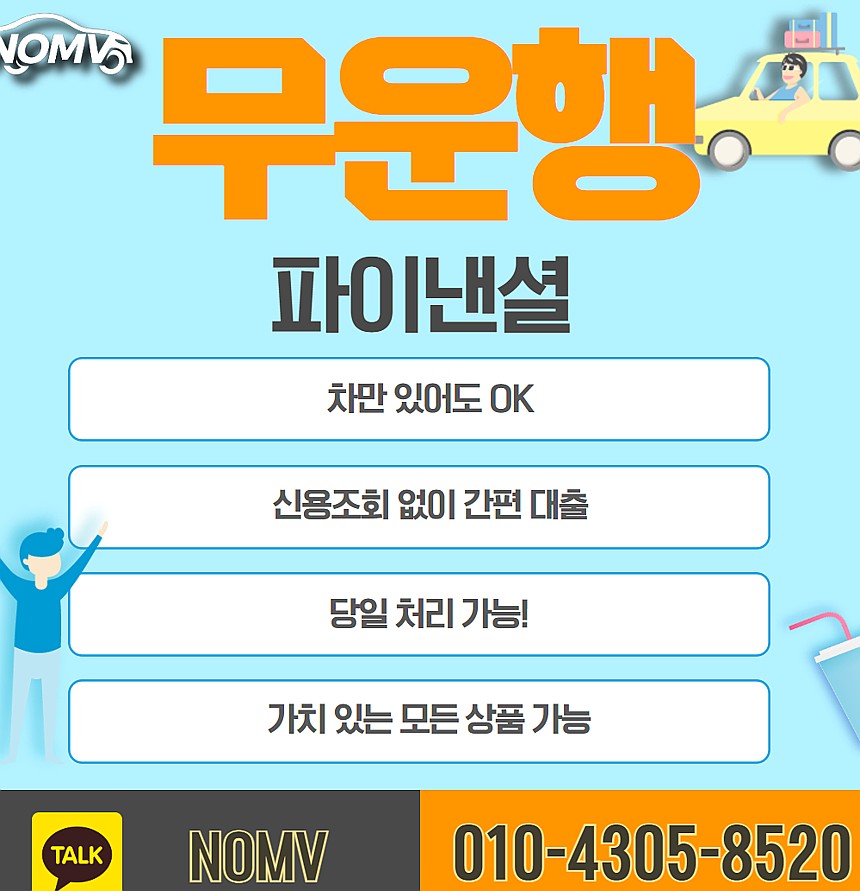 NOMV
무운행
파이낸셜
차만 있어도 OK
신용조회 없이 간편 대출
당일 처리 가능!
가치 있는 모든 상품 가능
TALK
NOMV
010-4305-8520